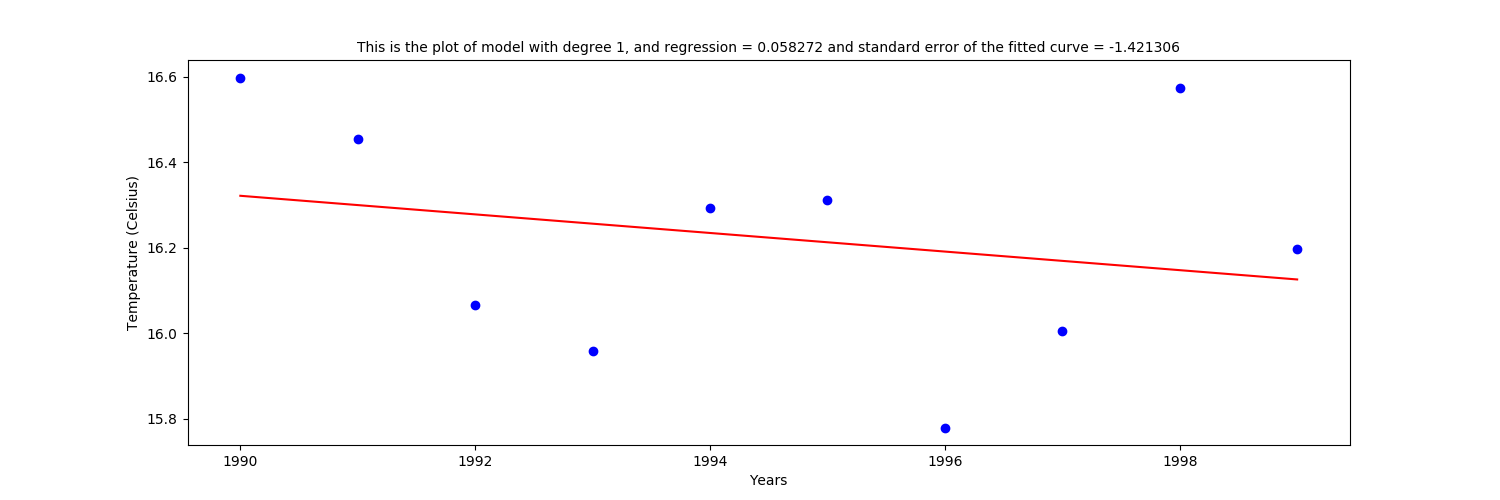 This is the plot of model with degree 1, and regression = 0.058272 and standard error of the fitted curve = -1.421306
16.6
16.4
16.2
16.0
15.8
Temperature (Celsius)
1990 1992 1994 1996 1998
Years